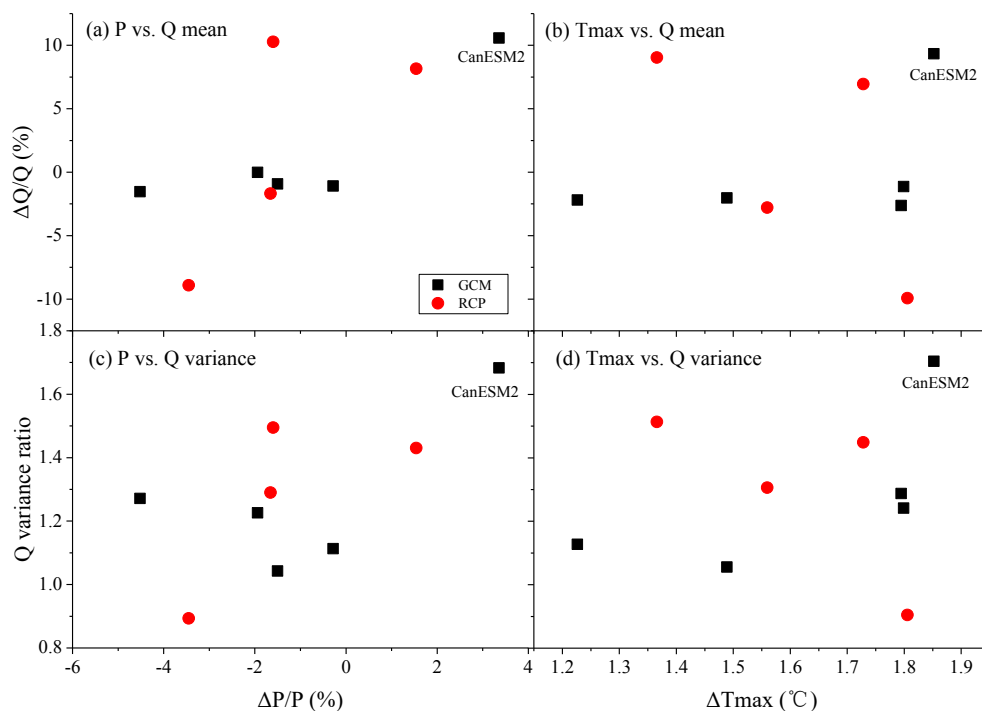 (a) P vs. Q mean
CanESM2
(b) Tmax vs. Q mean
CanESM2
10
5
0
-5
-10
1.8
ΔQ/Q (%)
GCM
RCP
(c) P vs. Q variance
CanESM2
(d) Tmax vs. Q variance
CanESM2
1.6
1.4
1.2
1.0
0.8
Q variance ratio
-6 -4 -2 0 2 4
1.2 1.3 1.4 1.5 1.6 1.7 1.8 1.9
ΔP/P (%)
ΔTmax (℃)